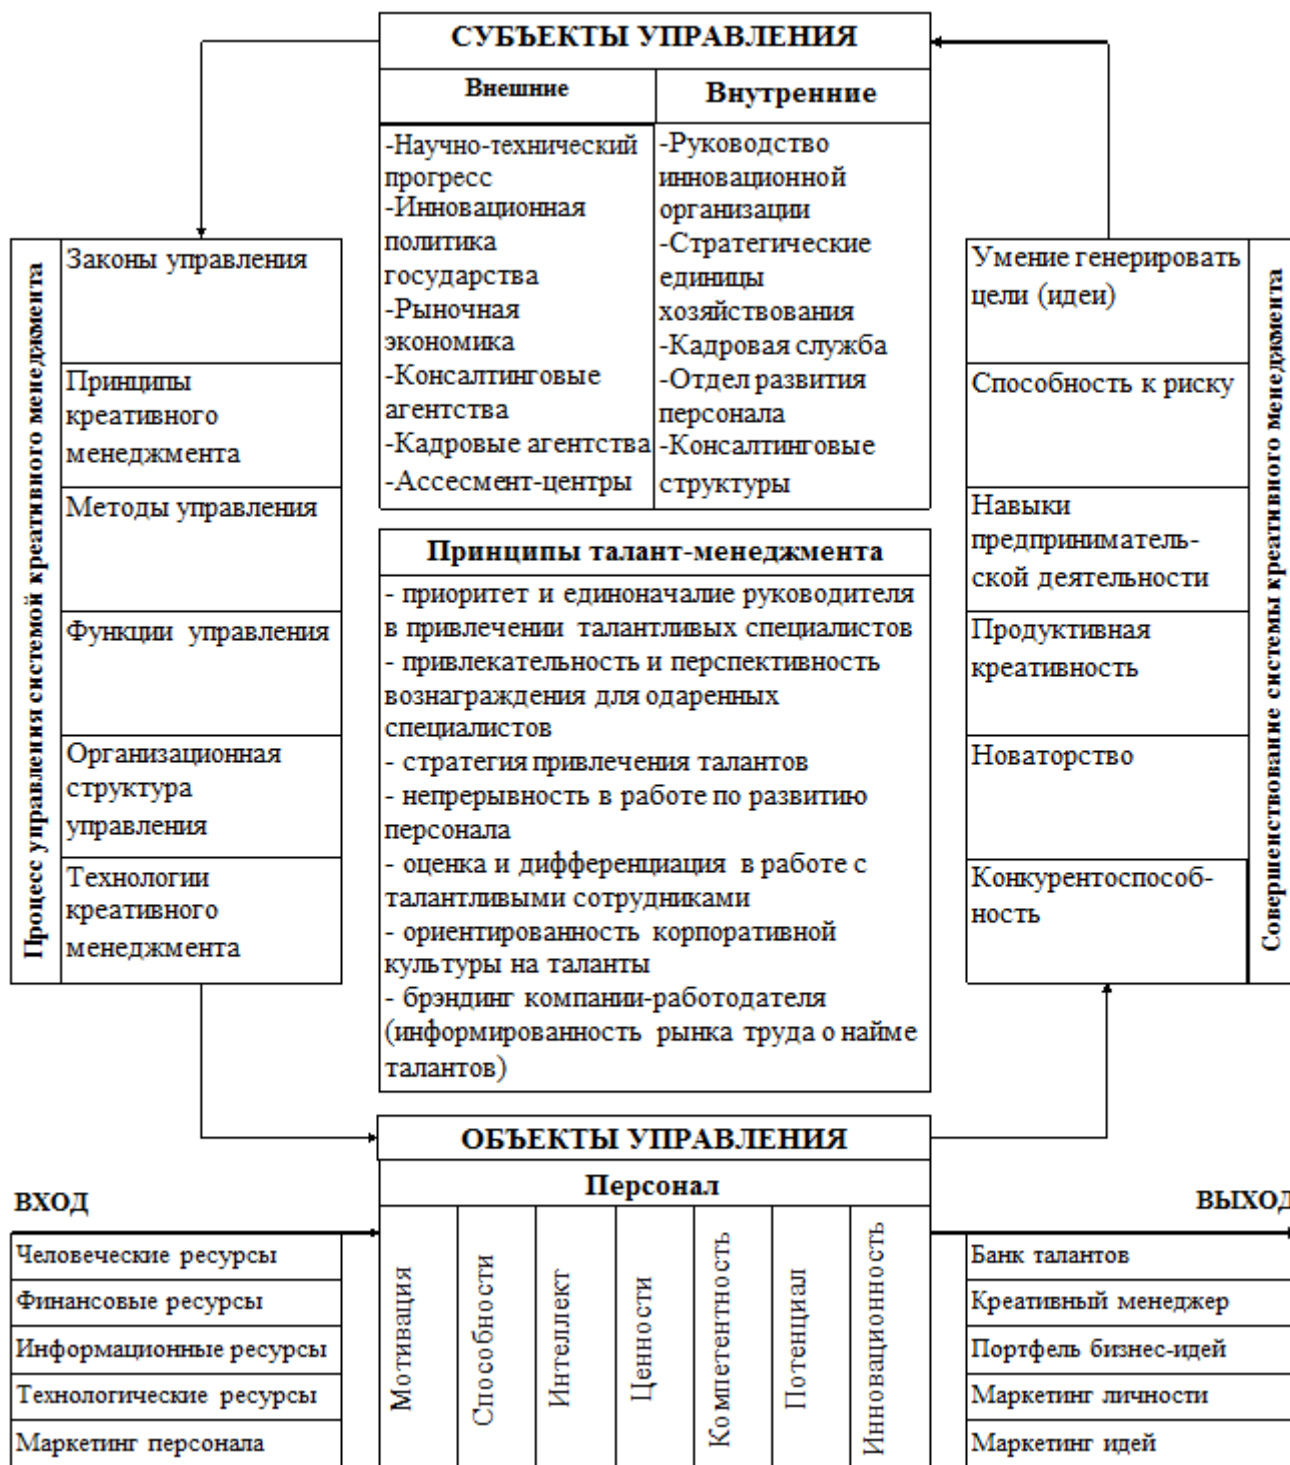 СУБЪЕКТЫ УПРАВЛЕНИЯ
Внешние
-Научно-технический
прогресс
-Инновационная
политика
государства
-Рыночная
экономика
-Консалтинговые
агентства
-Кадровые агентства
-Ассесмент-центры
Внутренние
-Руководство
инновационной
организации
-Стратегические
единицы
хозяйствования
-Кадровая служба
-Отдел развития
персонала
-Консалтинговые
структуры
Процесс управления системой креативного менеджмента
Законы управления
Принципы
креативного
менеджмента
Методы управления
Функции управления
Организационная
структура
управления
Технологии
креативного
менеджмента
Принципы талант-менеджмента
- приоритет и единоначалие руководителя
в привлечении талантливых специалистов
- привлекательность и перспективность
вознаграждения для одаренных
специалистов
- стратегия привлечения талантов
- непрерывность в работе по развитию
персонала
- оценка и дифференциация в работе с
талантливыми сотрудниками
- ориентированность корпоративной
культуры на таланты
- брэндинг компании-работодателя
(информированность рынка труда о найме
талантов)
Умение генерировать
цели (идеи)
Способность к риску
Навыки
предприниматель-
ской деятельности
Продуктивная
креативность
Новаторство
Конкурентоспособ-
ность
Совершенствование системы креативного менеджмента
ОБЪЕКТЫ УПРАВЛЕНИЯ
Персонал
Мотивация
Способности
Интеллект
Ценности
Компетентность
Потенциал
Инновационность
ВХОД
Человеческие ресурсы
Финансовые ресурсы
Информационные ресурсы
Технологические ресурсы
Маркетинг персонала
ВЫХОД
Банк талантов
Креативный менеджер
Портфель бизнес-идей
Маркетинг личности
Маркетинг идей